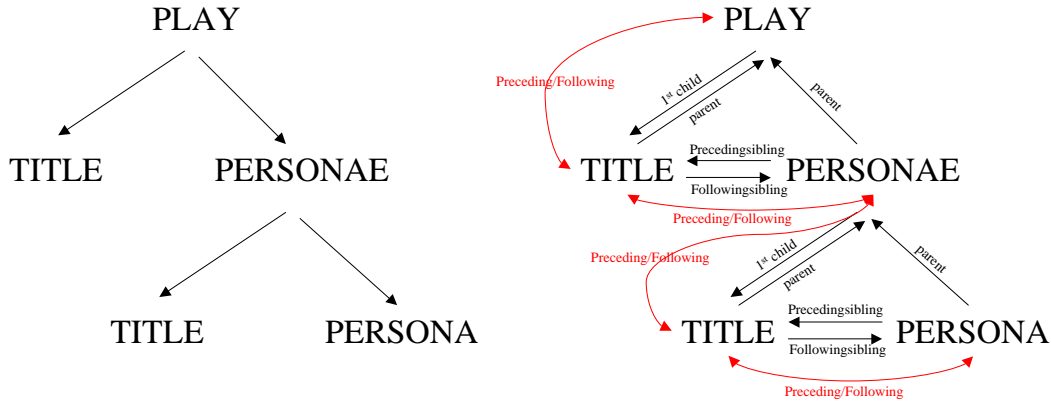 PLAY
TITLE PERSONAE
TITLE PERSONA
PLAY
Preceding/Following
1st child
parent
parent
TITLE
Precedingsibling
Followingsibling
PERSONAE
Preceding/Following
Preceding/Following
1st child
parent
parent
TITLE
Precedingsibling
Followingsibling
PERSONA
Preceding/Following